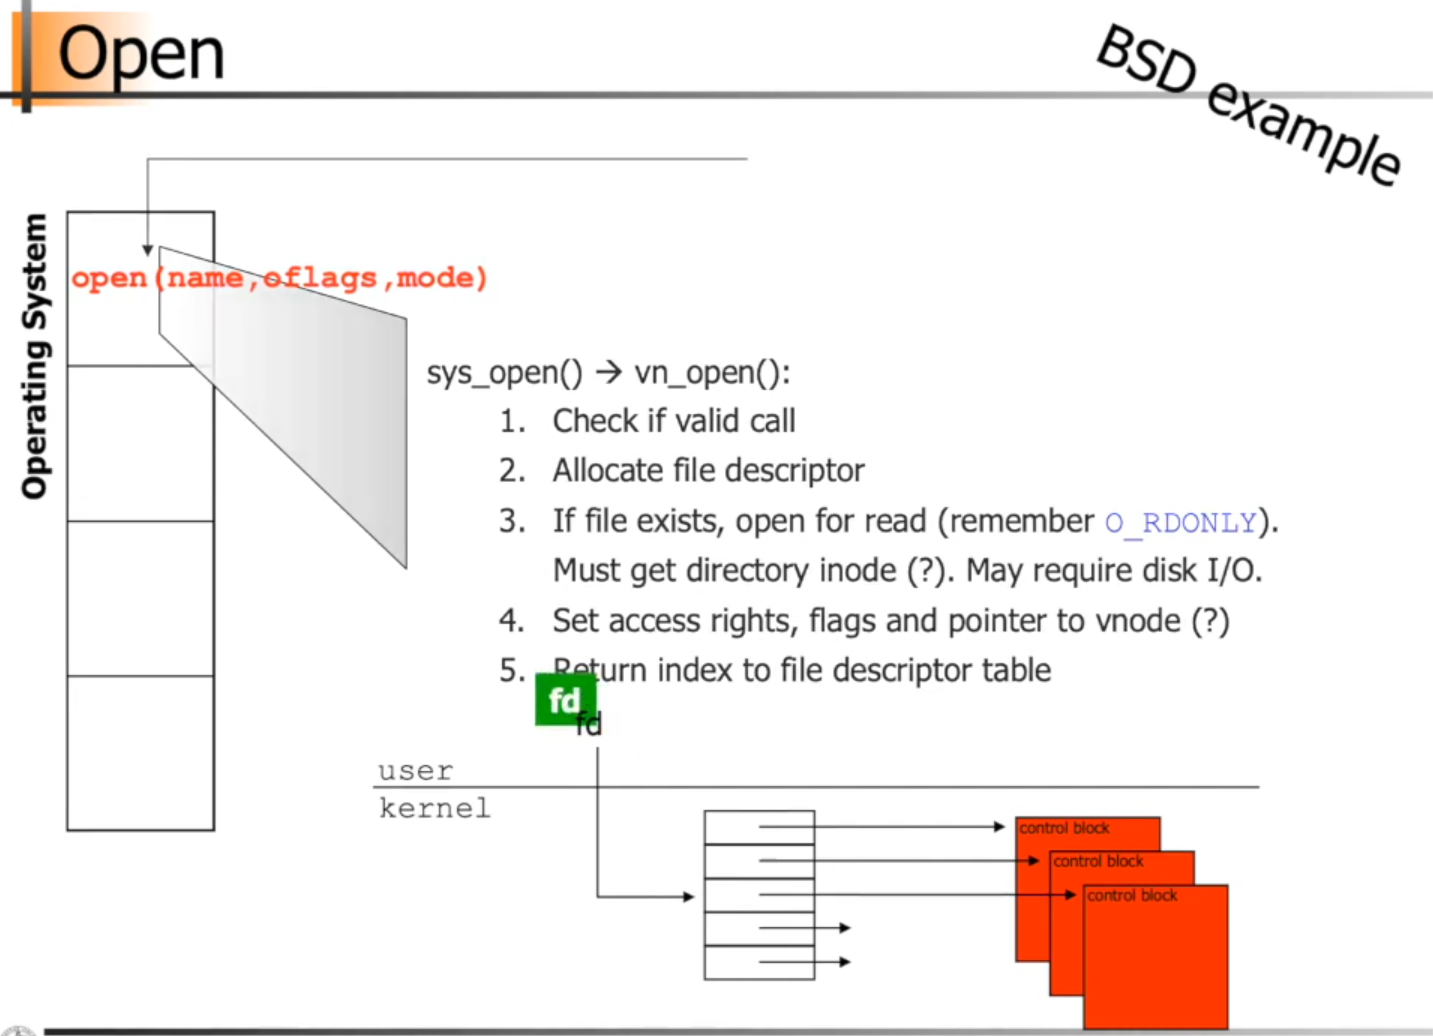 Open
BSD example
Operating System
open(name,oflags,mode)
sys_open() → vn_open():
1. Check if valid call
2. Allocate file descriptor
3. If file exists, open for read (remember O_RDONLY).
Must get directory inode (?). May require disk I/O.
4. Set access rights, flags and pointer to vnode (?)
5. Return index to file descriptor table
fd
fd
user
kernel
control block
control block
control block